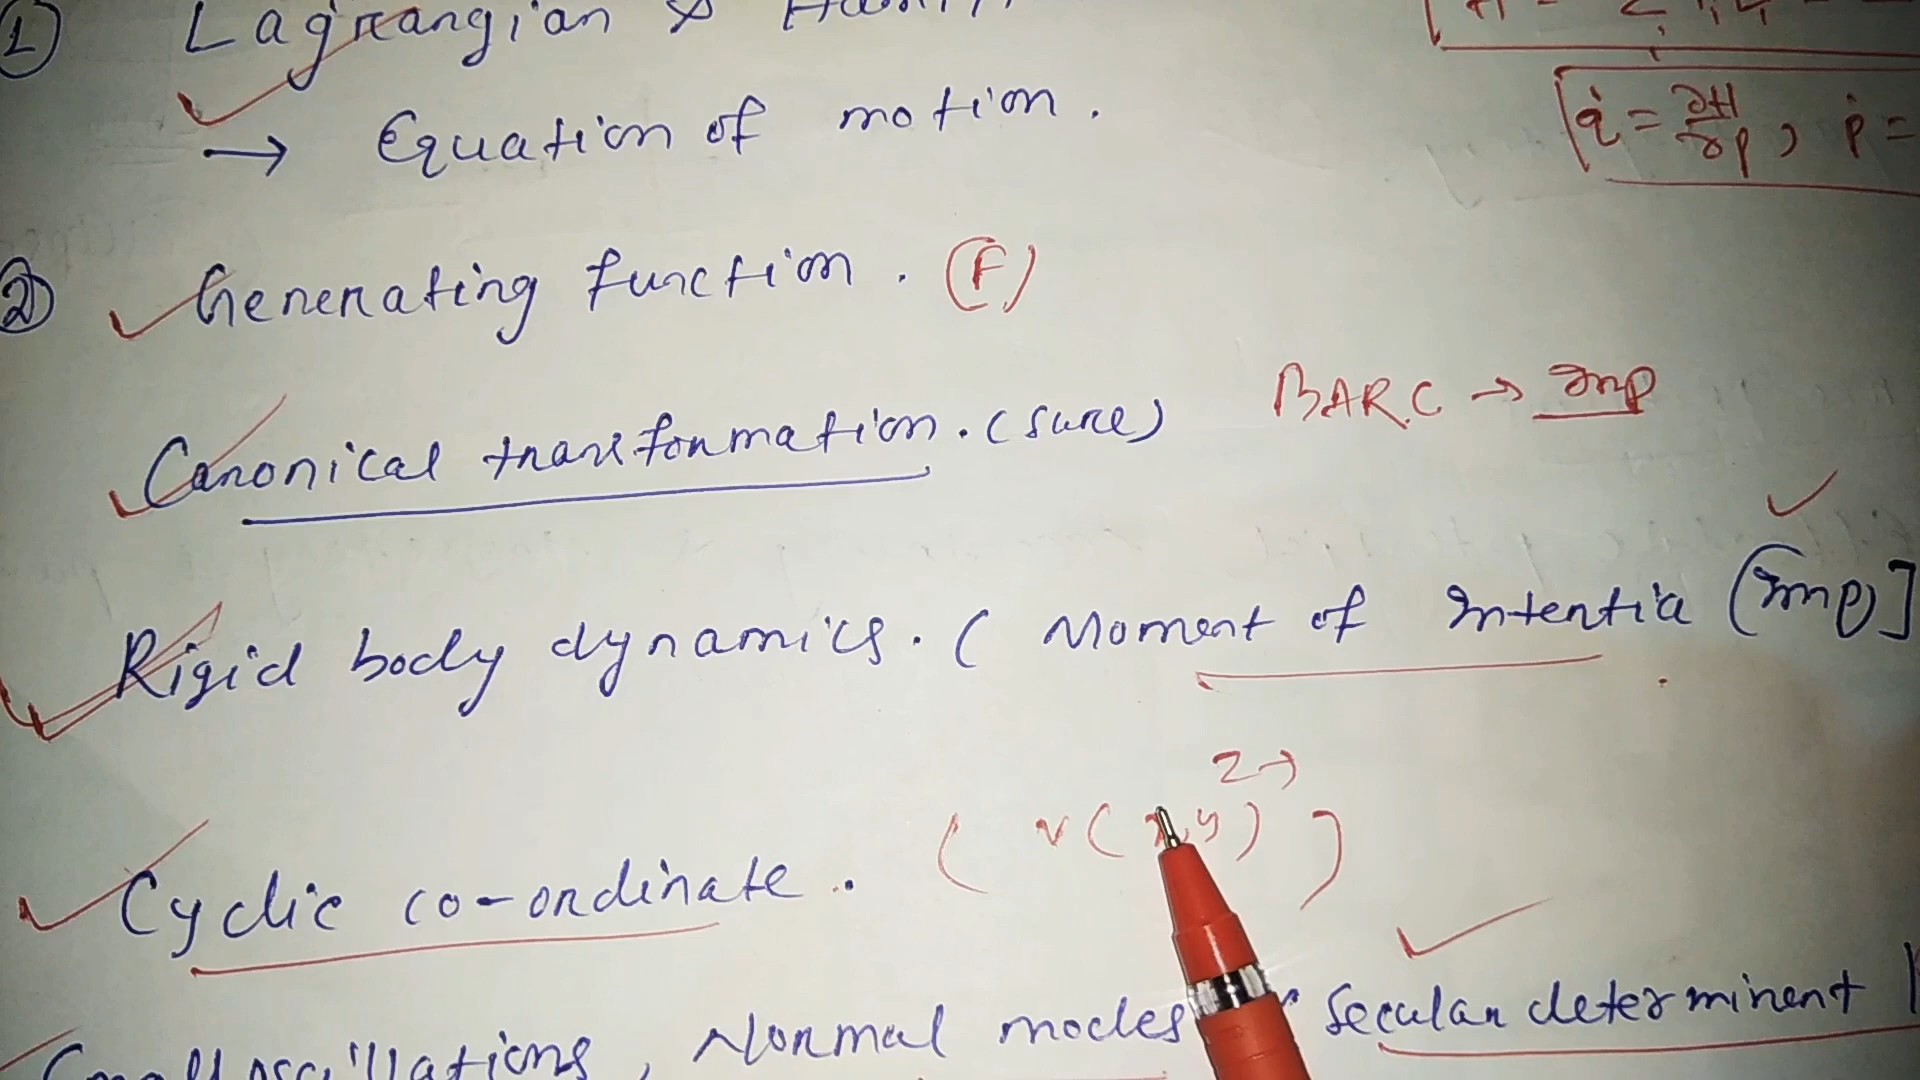 1 Lagrangian &
→ Equation of motion.
q̇ = ∂H/∂p, ṗ =
2 Generating function. (F)
Canonical transformation. (sure) BARC → Imp
Rigid body dynamics. ( Moment of Intertia (Imp)]
z →
Cyclic co-ordinate. ( v(x,y) )
Small oscillations, Normal modes Secular determinent